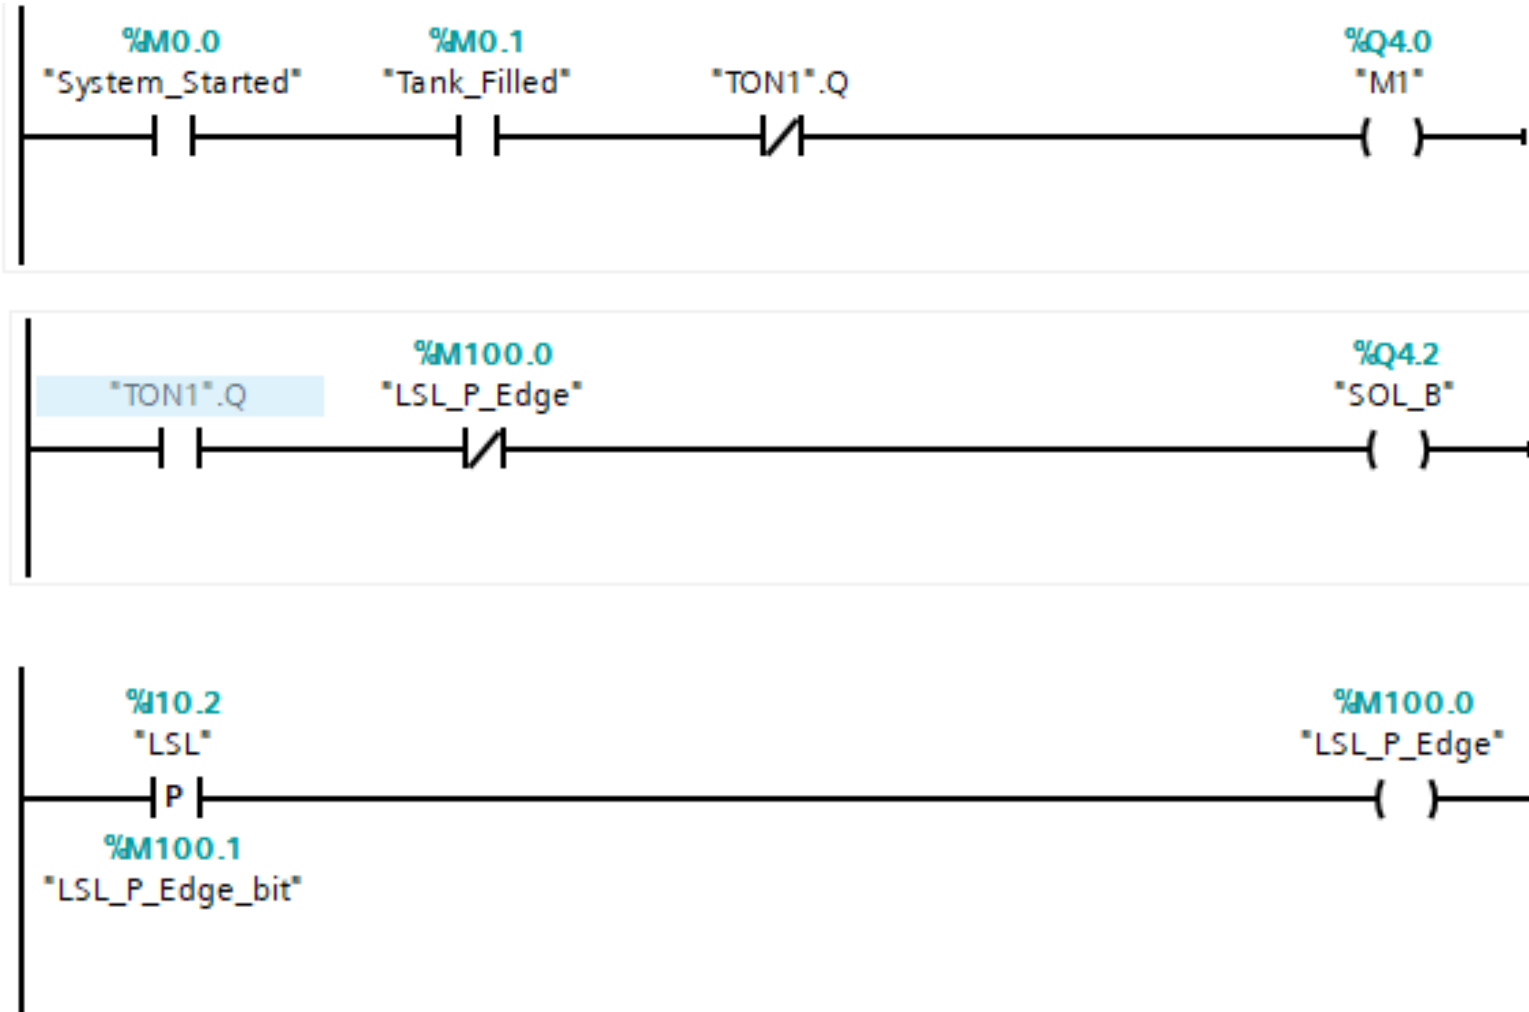 %M0.0 %M0.1 %Q4.0
"System_Started" "Tank_Filled" "TON1".Q "M1"
%M100.0 %Q4.2
"TON1".Q "LSL_P_Edge" "SOL_B"
%I10.2 %M100.0
"LSL" "LSL_P_Edge"
P
%M100.1
"LSL_P_Edge_bit"